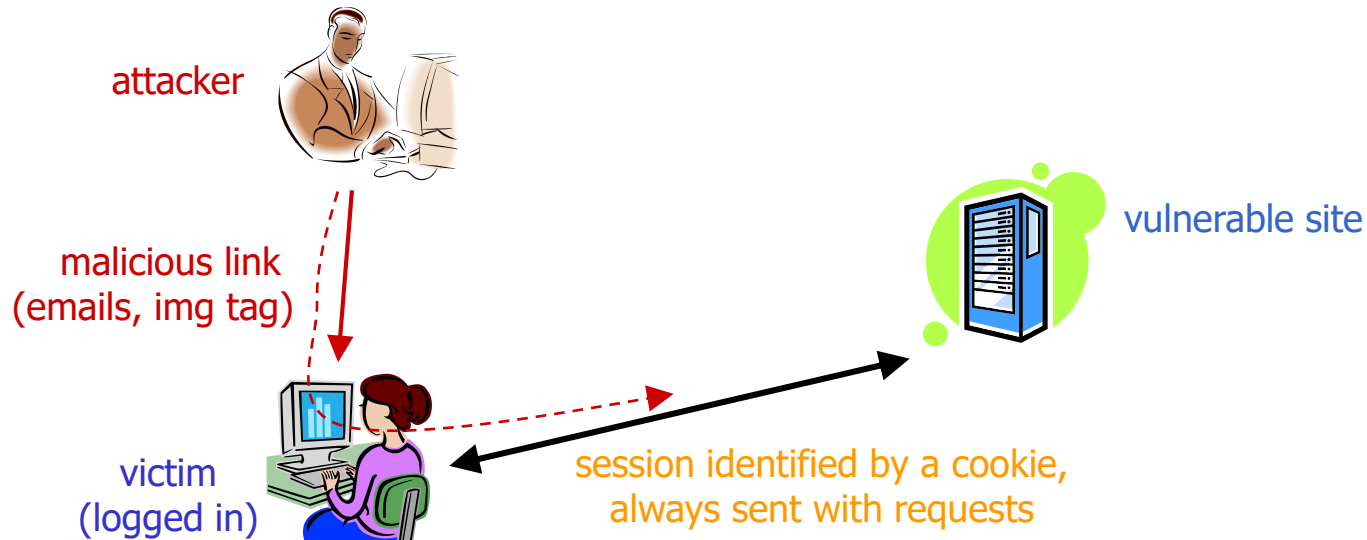 attacker
vulnerable site
malicious link
(emails, img tag)
victim
(logged in)
session identified by a cookie,
always sent with requests